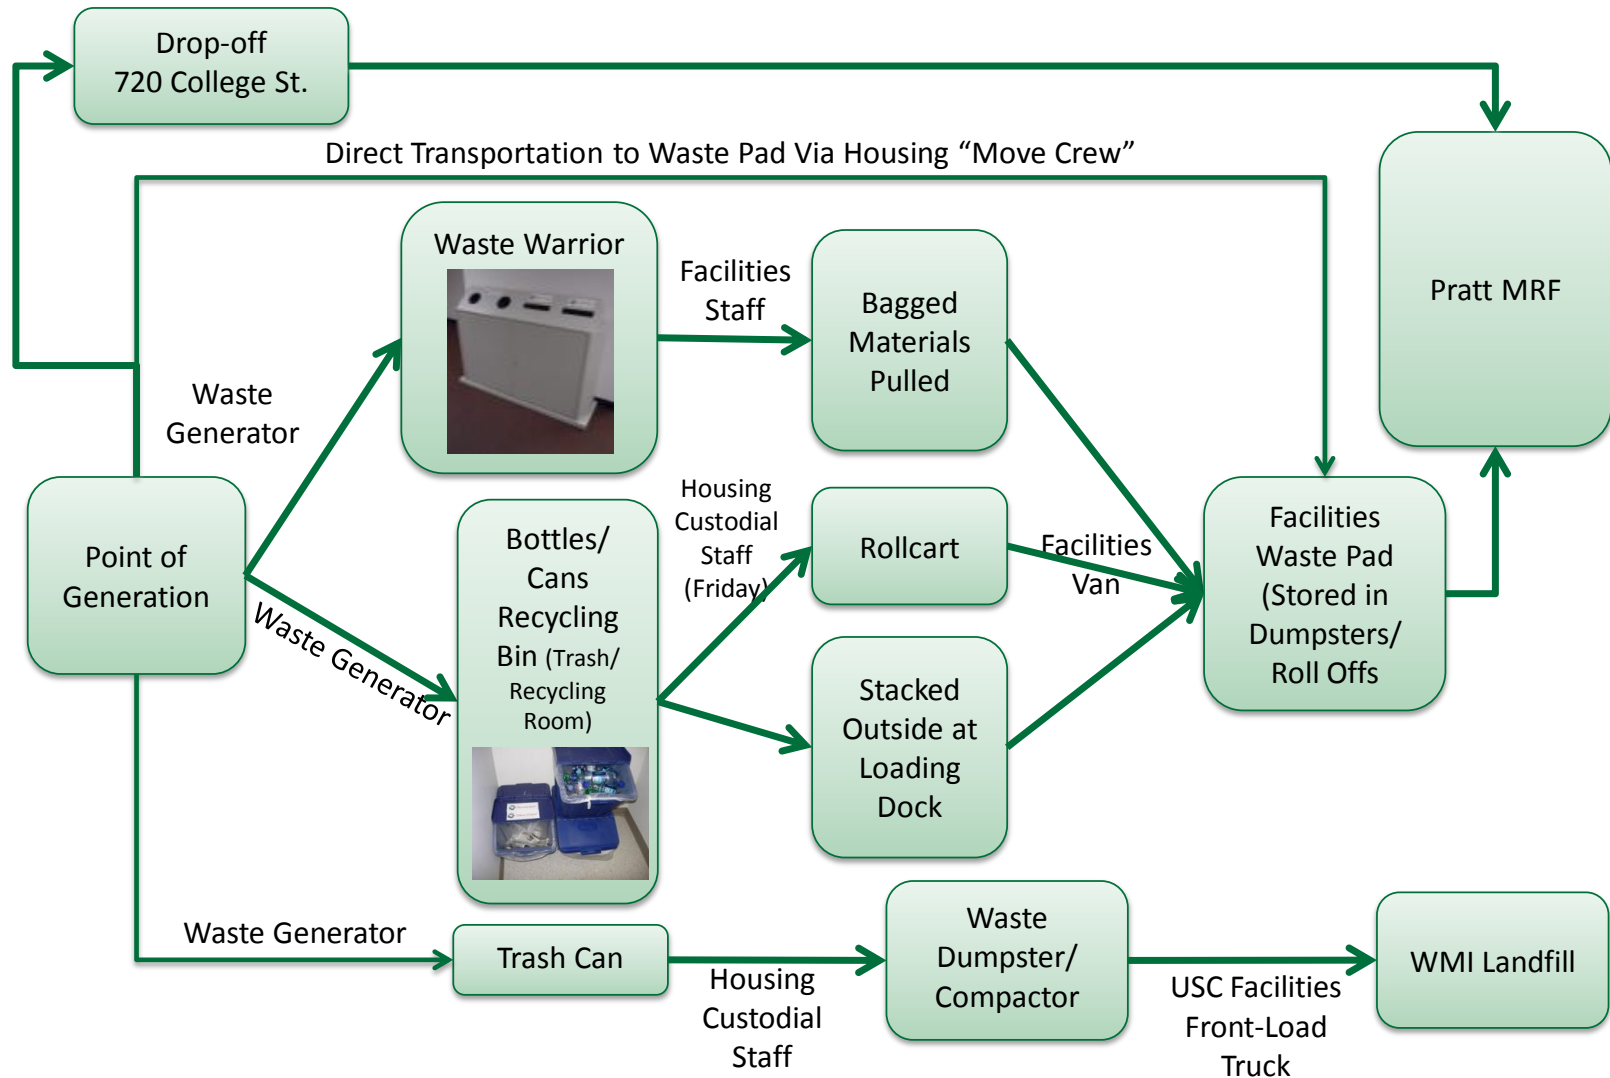 Drop-off
720 College St.
Direct Transportation to Waste Pad Via Housing “Move Crew”
Pratt MRF
Waste Warrior
Facilities
Staff
Bagged
Materials
Pulled
Waste
Generator
Point of
Generation
Waste Generator
Bottles/
Cans
Recycling
Bin (Trash/
Recycling
Room)
Housing
Custodial
Staff
(Friday)
Rollcart
Facilities
Van
Stacked
Outside at
Loading
Dock
Facilities
Waste Pad
(Stored in
Dumpsters/
Roll Offs
Waste Generator
Trash Can
Housing
Custodial
Staff
Waste
Dumpster/
Compactor
USC Facilities
Front-Load
Truck
WMI Landfill